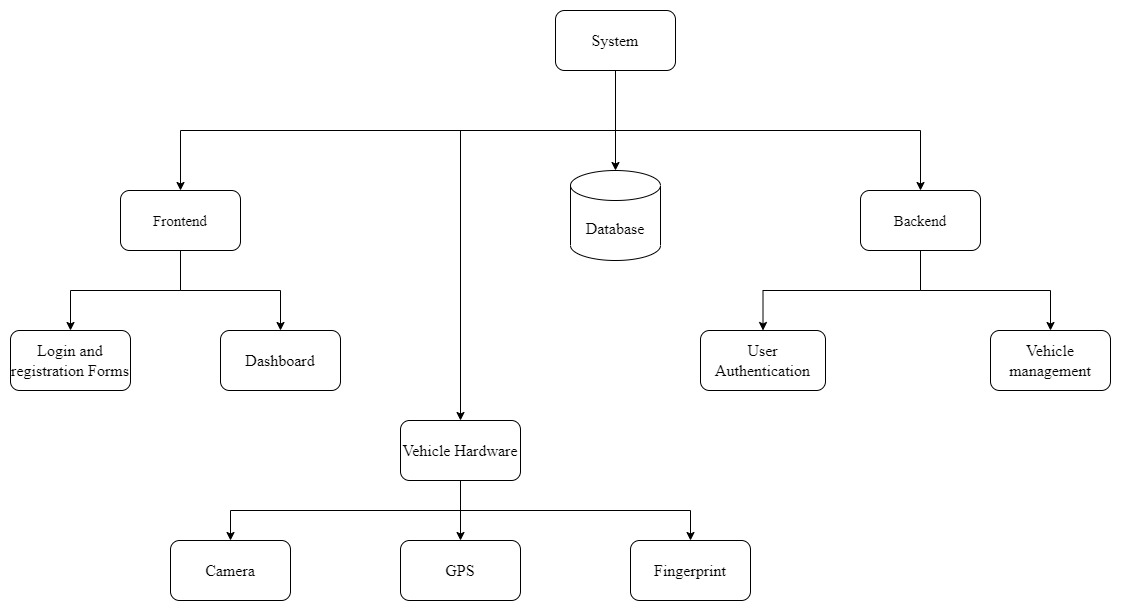 System
Frontend
Database
Backend
Login and
registration Forms
Dashboard
User
Authentication
Vehicle
management
Vehicle Hardware
Camera
GPS
Fingerprint